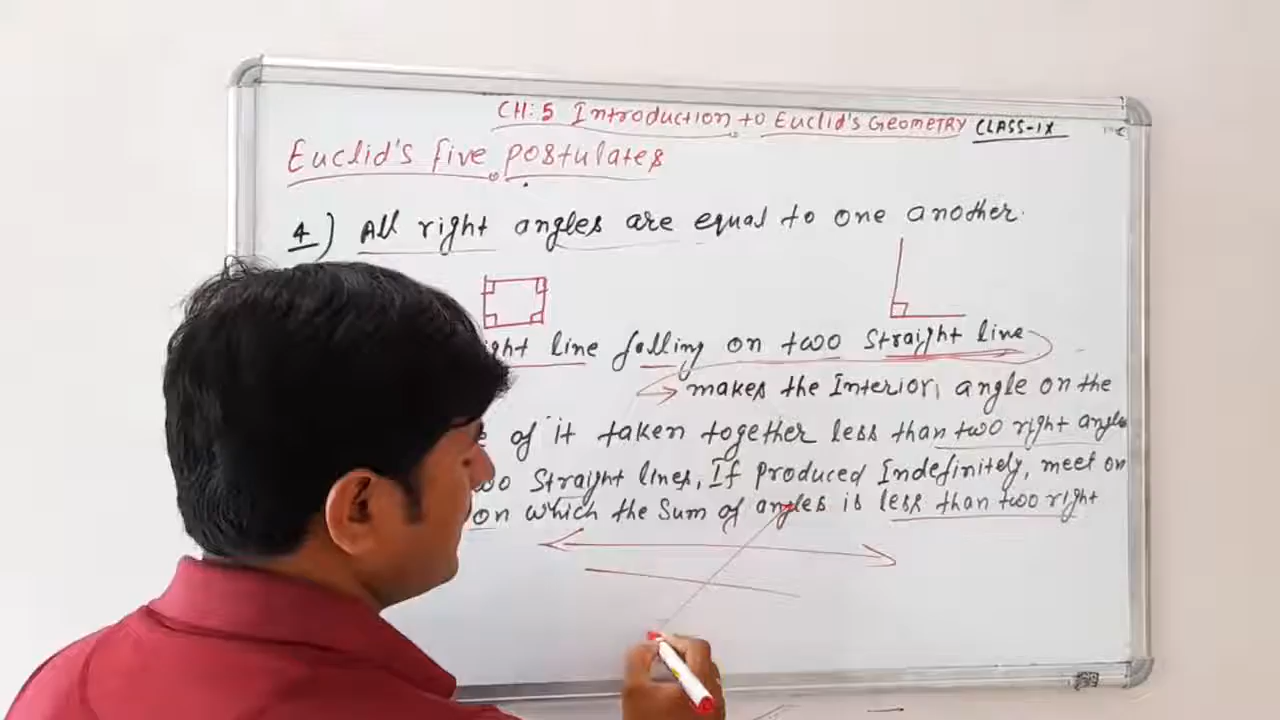 CH: 5 Introduction to Euclid's Geometry CLASS-IX
Euclid's five postulates
4) All right angles are equal to one another.
line falling on two Straight line
makes the Interior angle on the
of it taken together less than two right angle
Straight lines, If produced Indefinitely, meet on
on which the Sum of angles is less than two right